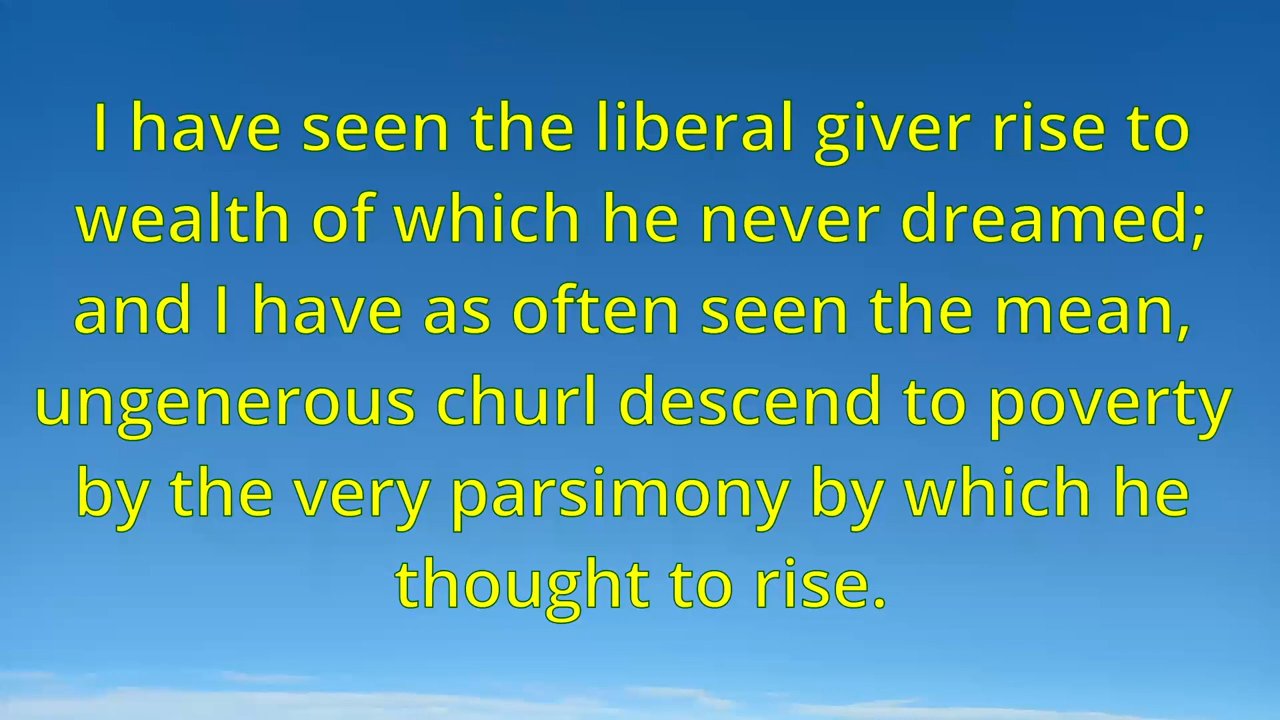 I have seen the liberal giver rise to
wealth of which he never dreamed;
and I have as often seen the mean,
ungenerous churl descend to poverty
by the very parsimony by which he
thought to rise.